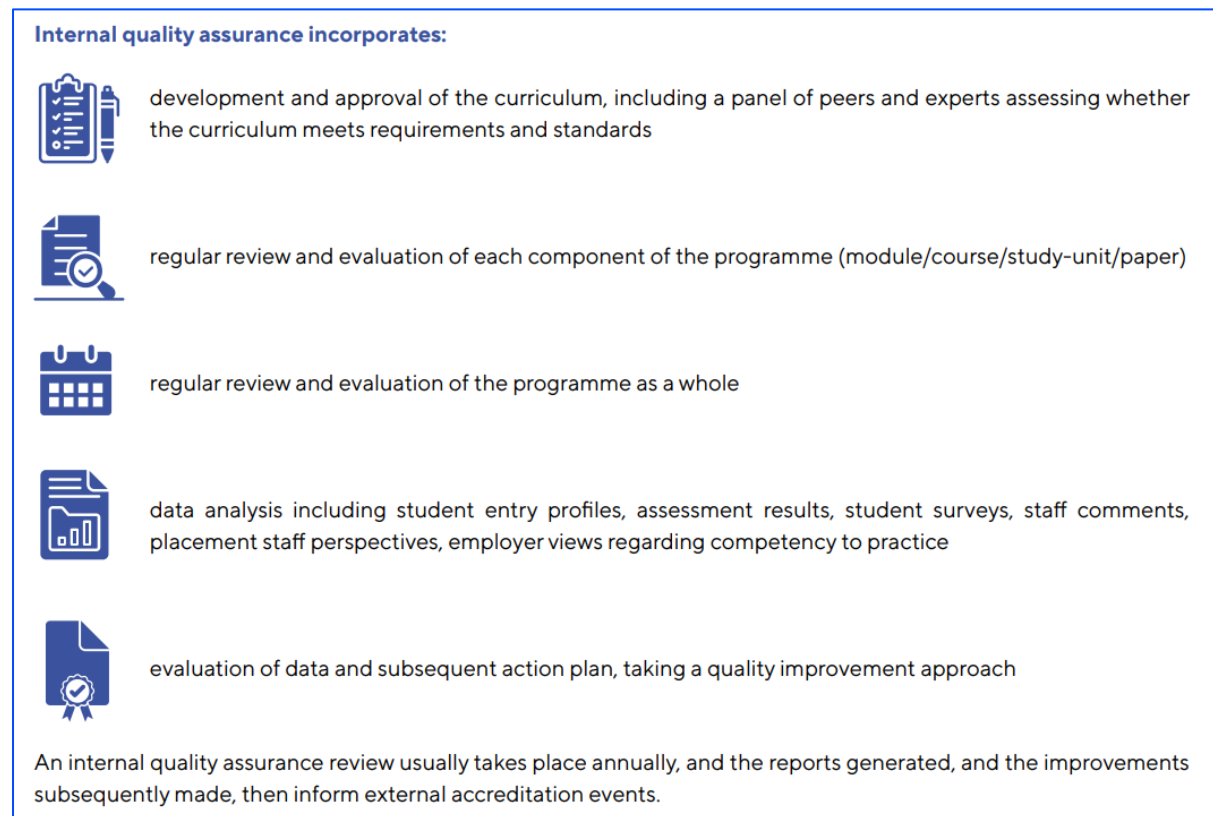 Internal quality assurance incorporates:
development and approval of the curriculum, including a panel of peers and experts assessing whether
the curriculum meets requirements and standards
regular review and evaluation of each component of the programme (module/course/study-unit/paper)
regular review and evaluation of the programme as a whole
data analysis including student entry profiles, assessment results, student surveys, staff comments,
placement staff perspectives, employer views regarding competency to practice
evaluation of data and subsequent action plan, taking a quality improvement approach
An internal quality assurance review usually takes place annually, and the reports generated, and the improvements
subsequently made, then inform external accreditation events.